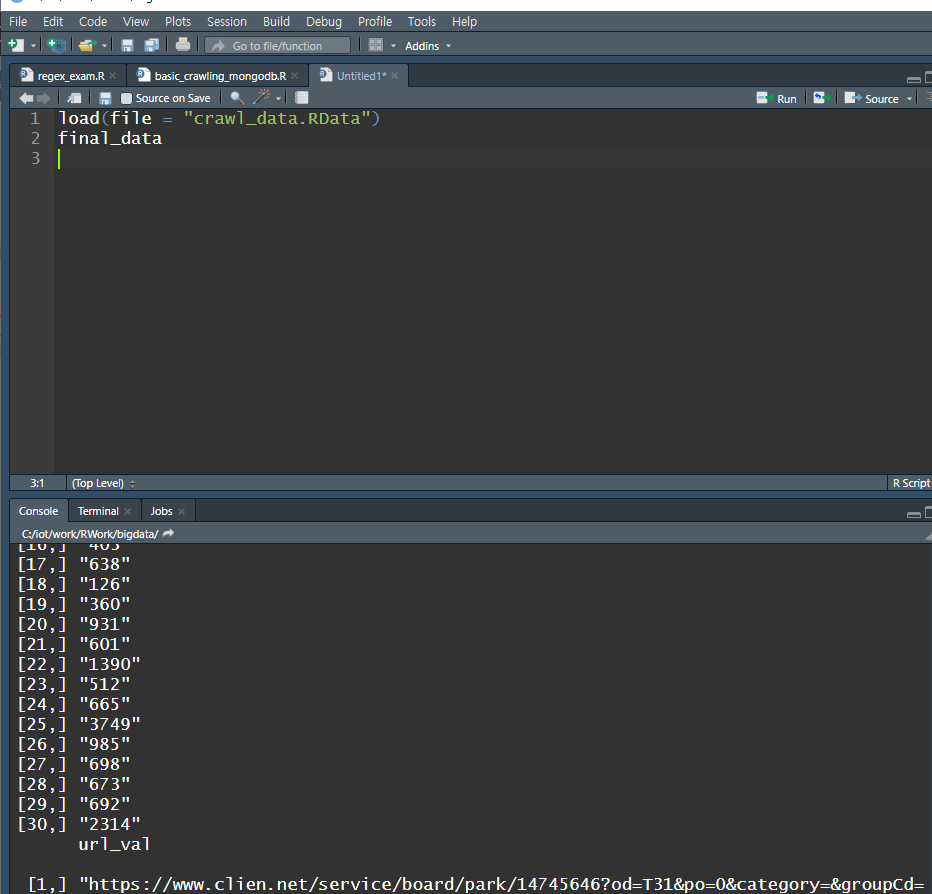 File Edit Code View Plots Session Build Debug Profile Tools Help
Go to file/function Addins
regex_exam.R basic_crawling_mongodb.R Untitled1*
Source on Save Run Source
1 load(file = "crawl_data.RData")
2 final_data
3
3:1 (Top Level) R Script
Console Terminal Jobs
C:/iot/work/RWork/bigdata/
[16,] "405"
[17,] "638"
[18,] "126"
[19,] "360"
[20,] "931"
[21,] "601"
[22,] "1390"
[23,] "512"
[24,] "665"
[25,] "3749"
[26,] "985"
[27,] "698"
[28,] "673"
[29,] "692"
[30,] "2314"
url_val
[1,] "https://www.clien.net/service/board/park/14745646?od=T31&po=0&category=&groupCd=